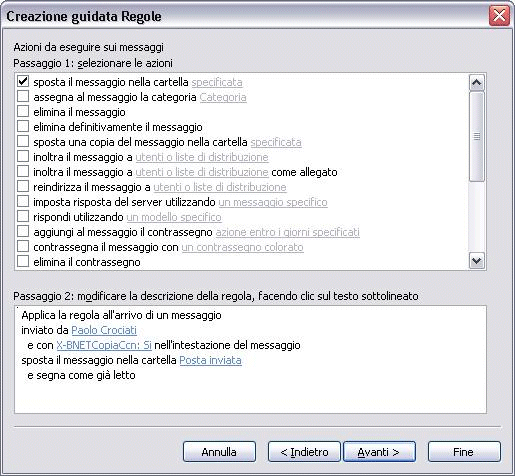 Creazione guidata Regole
Azioni da eseguire sui messaggi
Passaggio 1: selezionare le azioni
sposta il messaggio nella cartella specificata
assegna al messaggio la categoria Categoria
elimina il messaggio
elimina definitivamente il messaggio
sposta una copia del messaggio nella cartella specificata
inoltra il messaggio a utenti o liste di distribuzione
inoltra il messaggio a utenti o liste di distribuzione come allegato
reindirizza il messaggio a utenti o liste di distribuzione
imposta risposta del server utilizzando un messaggio specifico
rispondi utilizzando un modello specifico
aggiungi al messaggio il contrassegno azione entro i giorni specificati
contrassegna il messaggio con un contrassegno colorato
elimina il contrassegno
Passaggio 2: modificare la descrizione della regola, facendo clic sul testo sottolineato
Applica la regola all'arrivo di un messaggio
inviato da Paolo Crociati
e con X-BNETCopiaCcn: Si nell'intestazione del messaggio
sposta il messaggio nella cartella Posta inviata
e segna come già letto
Annulla
< Indietro
Avanti >
Fine